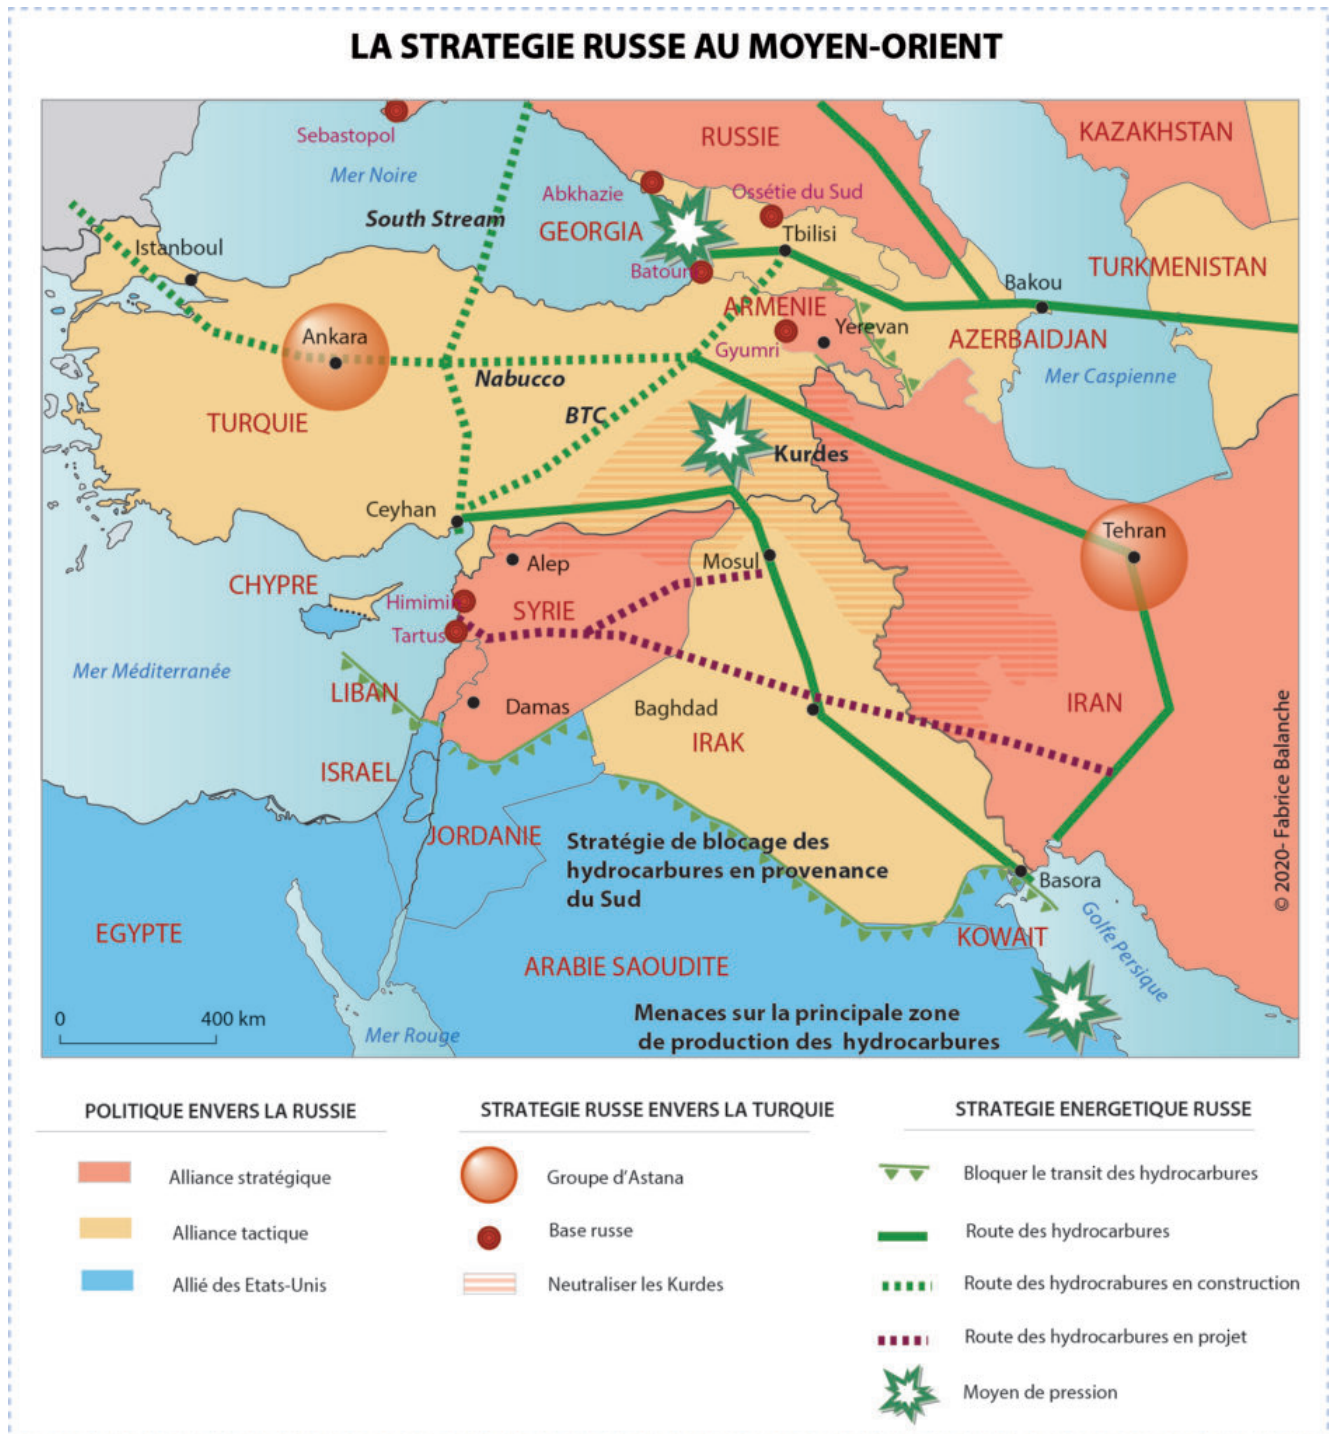 LA STRATEGIE RUSSE AU MOYEN-ORIENT
Sebastopol
RUSSIE
KAZAKHSTAN
Mer Noire
Abkhazie
Ossétie du Sud
South Stream
GEORGIA
Tbilisi
Istanboul
Batoum
Bakou
TURKMENISTAN
ARMENIE
Ankara
Yerevan
Gyumri
AZERBAIDJAN
Nabucco
Mer Caspienne
TURQUIE
BTC
Kurdes
Ceyhan
Tehran
Alep
Mosul
CHYPRE
Himimi
SYRIE
Tartus
Mer Méditerranée
LIBAN
Damas
Baghdad
IRAN
IRAK
ISRAEL
JORDANIE
Stratégie de blocage des
hydrocarbures en provenance
du Sud
Basora
© 2020- Fabrice Balanche
EGYPTE
KOWAIT
Golfe Persique
ARABIE SAOUDITE
Menaces sur la principale zone
de production des hydrocarbures
0 400 km
Mer Rouge
POLITIQUE ENVERS LA RUSSIE
Alliance stratégique
Alliance tactique
Allié des Etats-Unis
STRATEGIE RUSSE ENVERS LA TURQUIE
Groupe d'Astana
Base russe
Neutraliser les Kurdes
STRATEGIE ENERGETIQUE RUSSE
Bloquer le transit des hydrocarbures
Route des hydrocarbures
Route des hydrocrabures en construction
Route des hydrocarbures en projet
Moyen de pression